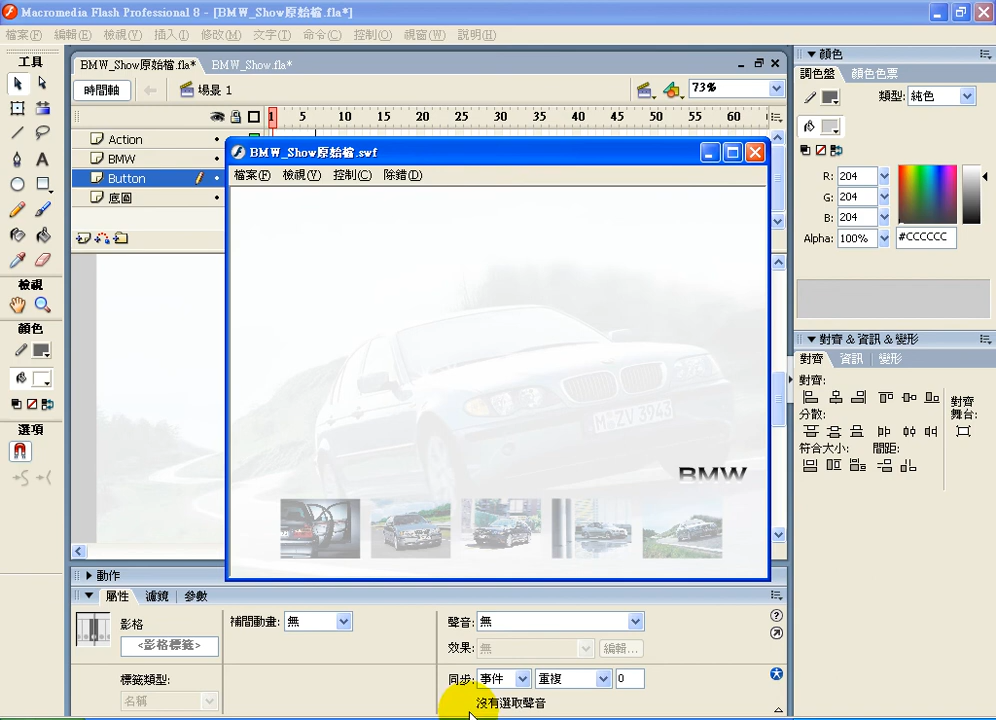 Macromedia Flash Professional 8 - [BMW_Show原始檔.fla*]
檔案(F) 編輯(E) 檢視(V) 插入(I) 修改(M) 文字(T) 命令(C) 控制(O) 視窗(W) 說明(H)
工具
BMW_Show原始檔.fla* BMW_Show.fla*
時間軸 場景 1 73%
1 5 10 15 20 25 30 35 40 45 50 55 60
Action
BMW
Button
底圖
BMW_Show原始檔.swf
檔案(F) 檢視(V) 控制(C) 除錯(D)
M·ZV 3943
BMW
檢視
顏色
選項
顏色
調色盤 顏色色票
類型: 純色
R: 204
G: 204
B: 204
Alpha: 100% #CCCCCC
對齊 & 資訊 & 變形
對齊 資訊 變形
對齊:
對齊
舞台:
分散:
符合大小: 間距:
動作
屬性 濾鏡 參數
影格
<影格標籤>
標籤類型:
名稱
補間動畫: 無
聲音: 無
效果: 無 編輯...
同步: 事件 重複 0
沒有選取聲音